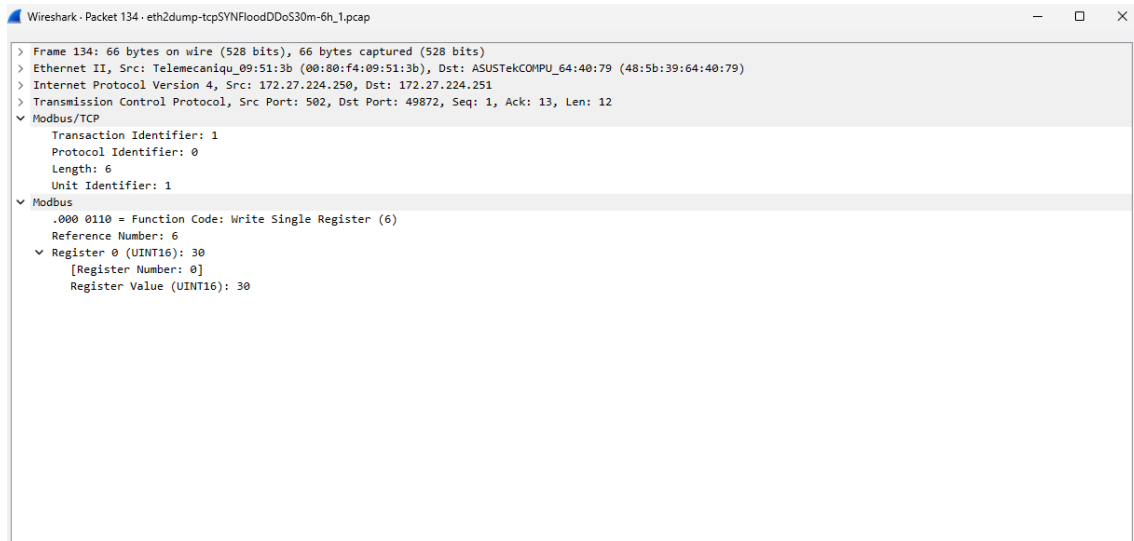 Wireshark · Packet 134 · eth2dump-tcpSYNFloodDDoS30m-6h_1.pcap
Frame 134: 66 bytes on wire (528 bits), 66 bytes captured (528 bits)
Ethernet II, Src: Telemecaniqu_09:51:3b (00:80:f4:09:51:3b), Dst: ASUSTekCOMPU_64:40:79 (48:5b:39:64:40:79)
Internet Protocol Version 4, Src: 172.27.224.250, Dst: 172.27.224.251
Transmission Control Protocol, Src Port: 502, Dst Port: 49872, Seq: 1, Ack: 13, Len: 12
Modbus/TCP
Transaction Identifier: 1
Protocol Identifier: 0
Length: 6
Unit Identifier: 1
Modbus
.000 0110 = Function Code: Write Single Register (6)
Reference Number: 6
Register 0 (UINT16): 30
[Register Number: 0]
Register Value (UINT16): 30